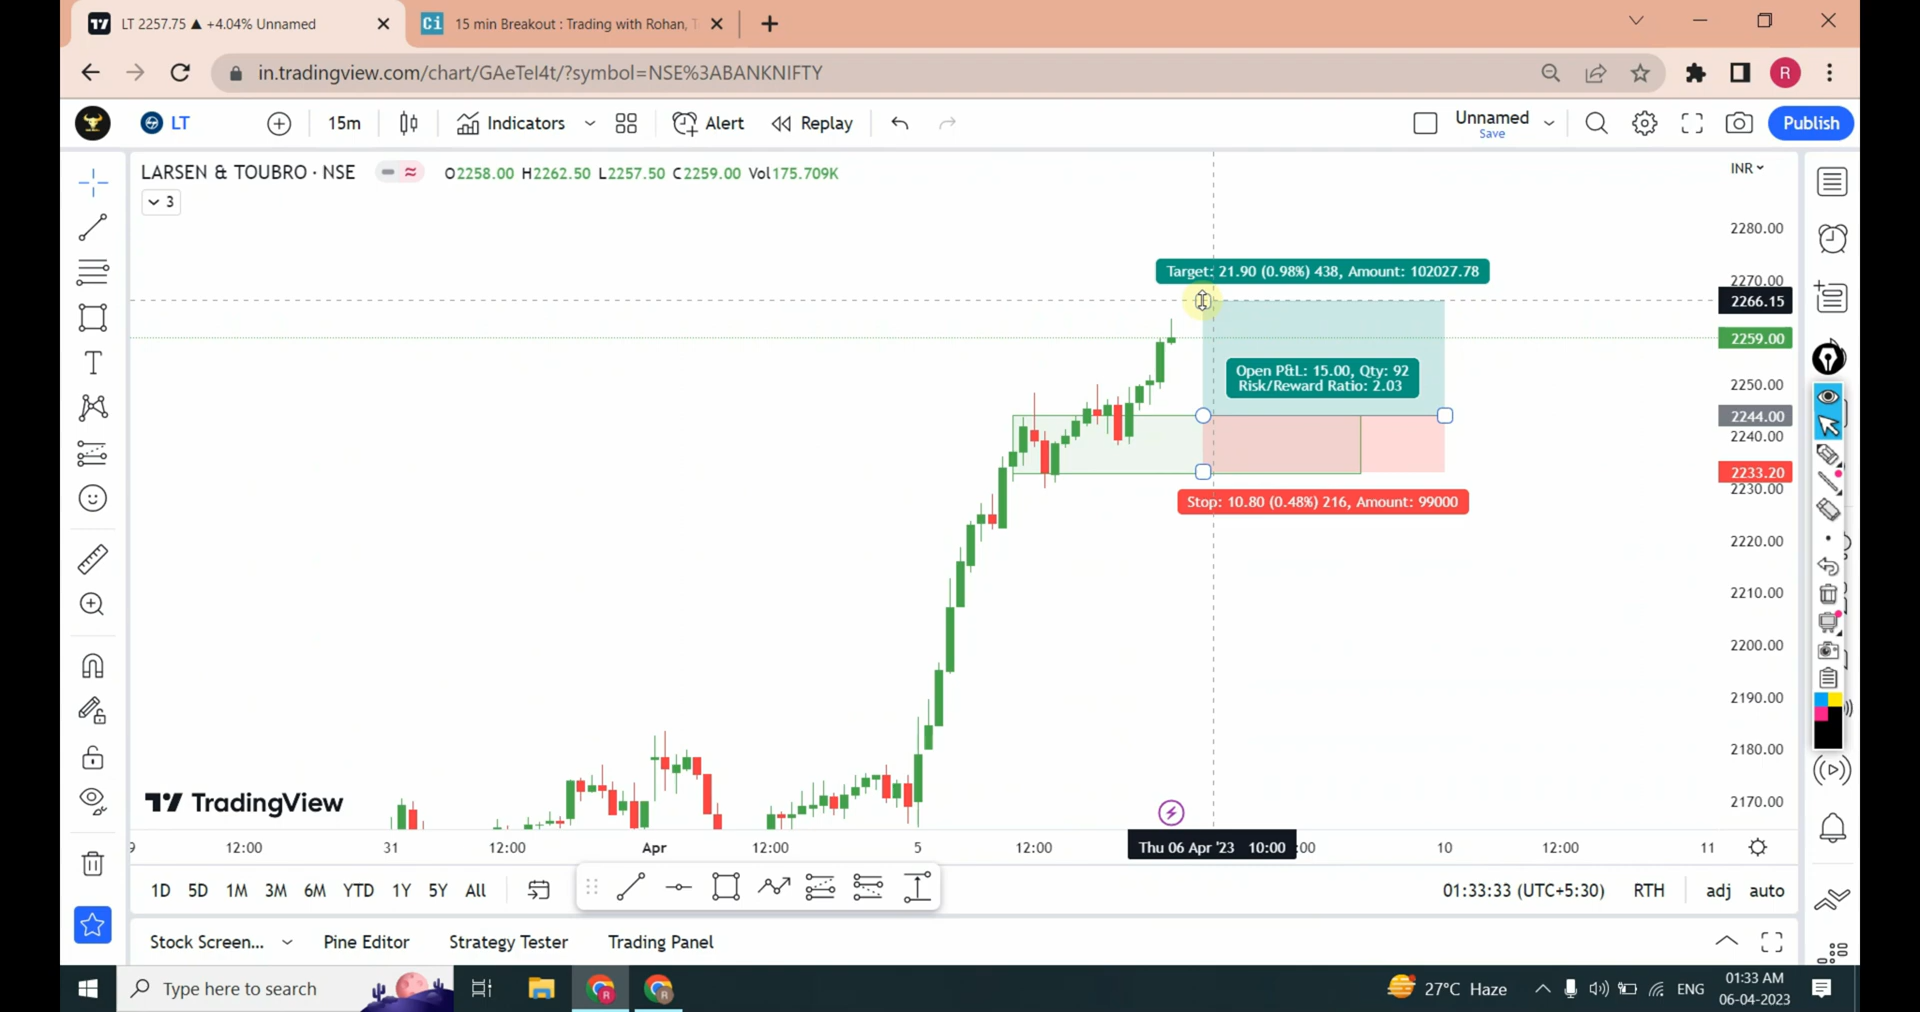 LT 2257.75 ▲ +4.04% Unnamed
15 min Breakout : Trading with Rohan,
in.tradingview.com/chart/GAeTeI4t/?symbol=NSE%3ABANKNIFTY
R
LT
15m
Indicators
Alert
Replay
Unnamed
Save
Publish
LARSEN & TOUBRO · NSE
O2258.00 H2262.50 L2257.50 C2259.00 Vol175.709K
INR
3
2280.00
Target: 21.90 (0.98%) 438, Amount: 102027.78
2270.00
2266.15
2259.00
Open P&L: 15.00, Qty: 92
Risk/Reward Ratio: 2.03
2250.00
2244.00
2240.00
2233.20
2230.00
Stop: 10.80 (0.48%) 216, Amount: 99000
2220.00
2210.00
2200.00
2190.00
2180.00
2170.00
TradingView
9
12:00
31
12:00
Apr
12:00
5
12:00
Thu 06 Apr '23 10:00
:00
10
12:00
11
1D 5D 1M 3M 6M YTD 1Y 5Y All
01:33:33 (UTC+5:30)
RTH
adj
auto
Stock Screen...
Pine Editor
Strategy Tester
Trading Panel
Type here to search
R
27°C Haze
ENG
01:33 AM
06-04-2023